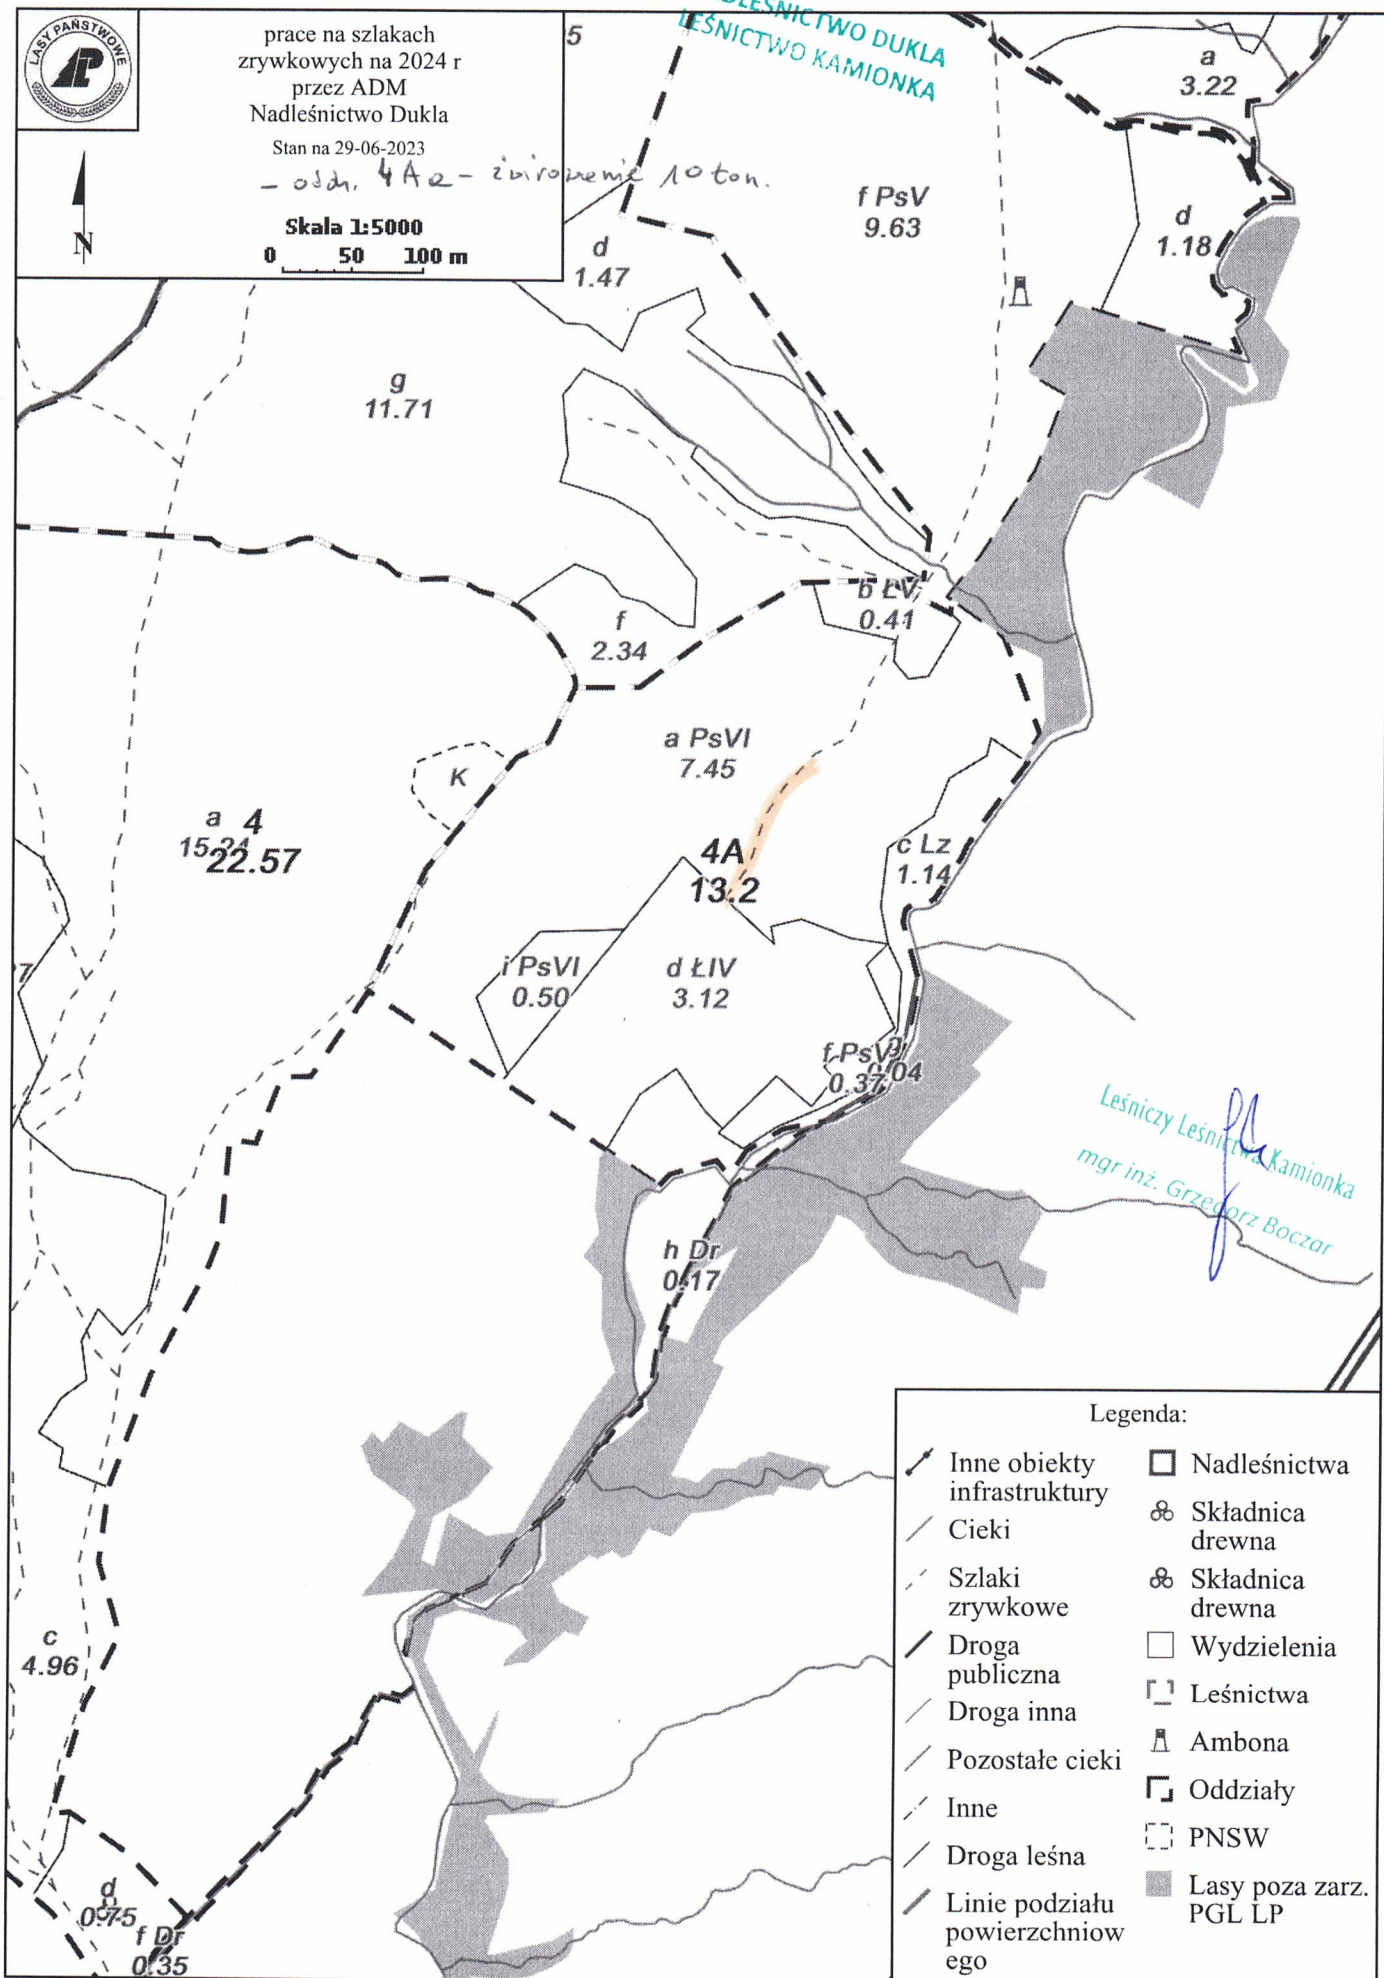 LASY PAŃSTWOWE
prace na szlakach
zrywkowych na 2024 r
przez ADM
Nadleśnictwo Dukla
Stan na 29-06-2023
- oddz. 4Aa - żwirowanie 10 ton.
Skala 1:5000
0 50 100 m
N
5
NADLEŚNICTWO DUKLA
LEŚNICTWO KAMIONKA
a
3.22
f PsV
9.63
d
1.18
d
1.47
g
11.71
b ŁV
0.41
f
2.34
a PsVI
7.45
K
a 4
15.24
22.57
4A
13.2
c Lz
1.14
7
i PsVI
0.50
d ŁIV
3.12
f PsV
0.37
g
0.04
Leśniczy Leśnictwa Kamionka
mgr inż. Grzegorz Boczar
h Dr
0.17
c
4.96
d
0.75
f Dr
0.35
Legenda:
Inne obiekty
infrastruktury
Cieki
Szlaki
zrywkowe
Droga
publiczna
Droga inna
Pozostałe cieki
Inne
Droga leśna
Linie podziału
powierzchniow
ego
Nadleśnictwa
Składnica
drewna
Składnica
drewna
Wydzielenia
Leśnictwa
Ambona
Oddziały
PNSW
Lasy poza zarz.
PGL LP